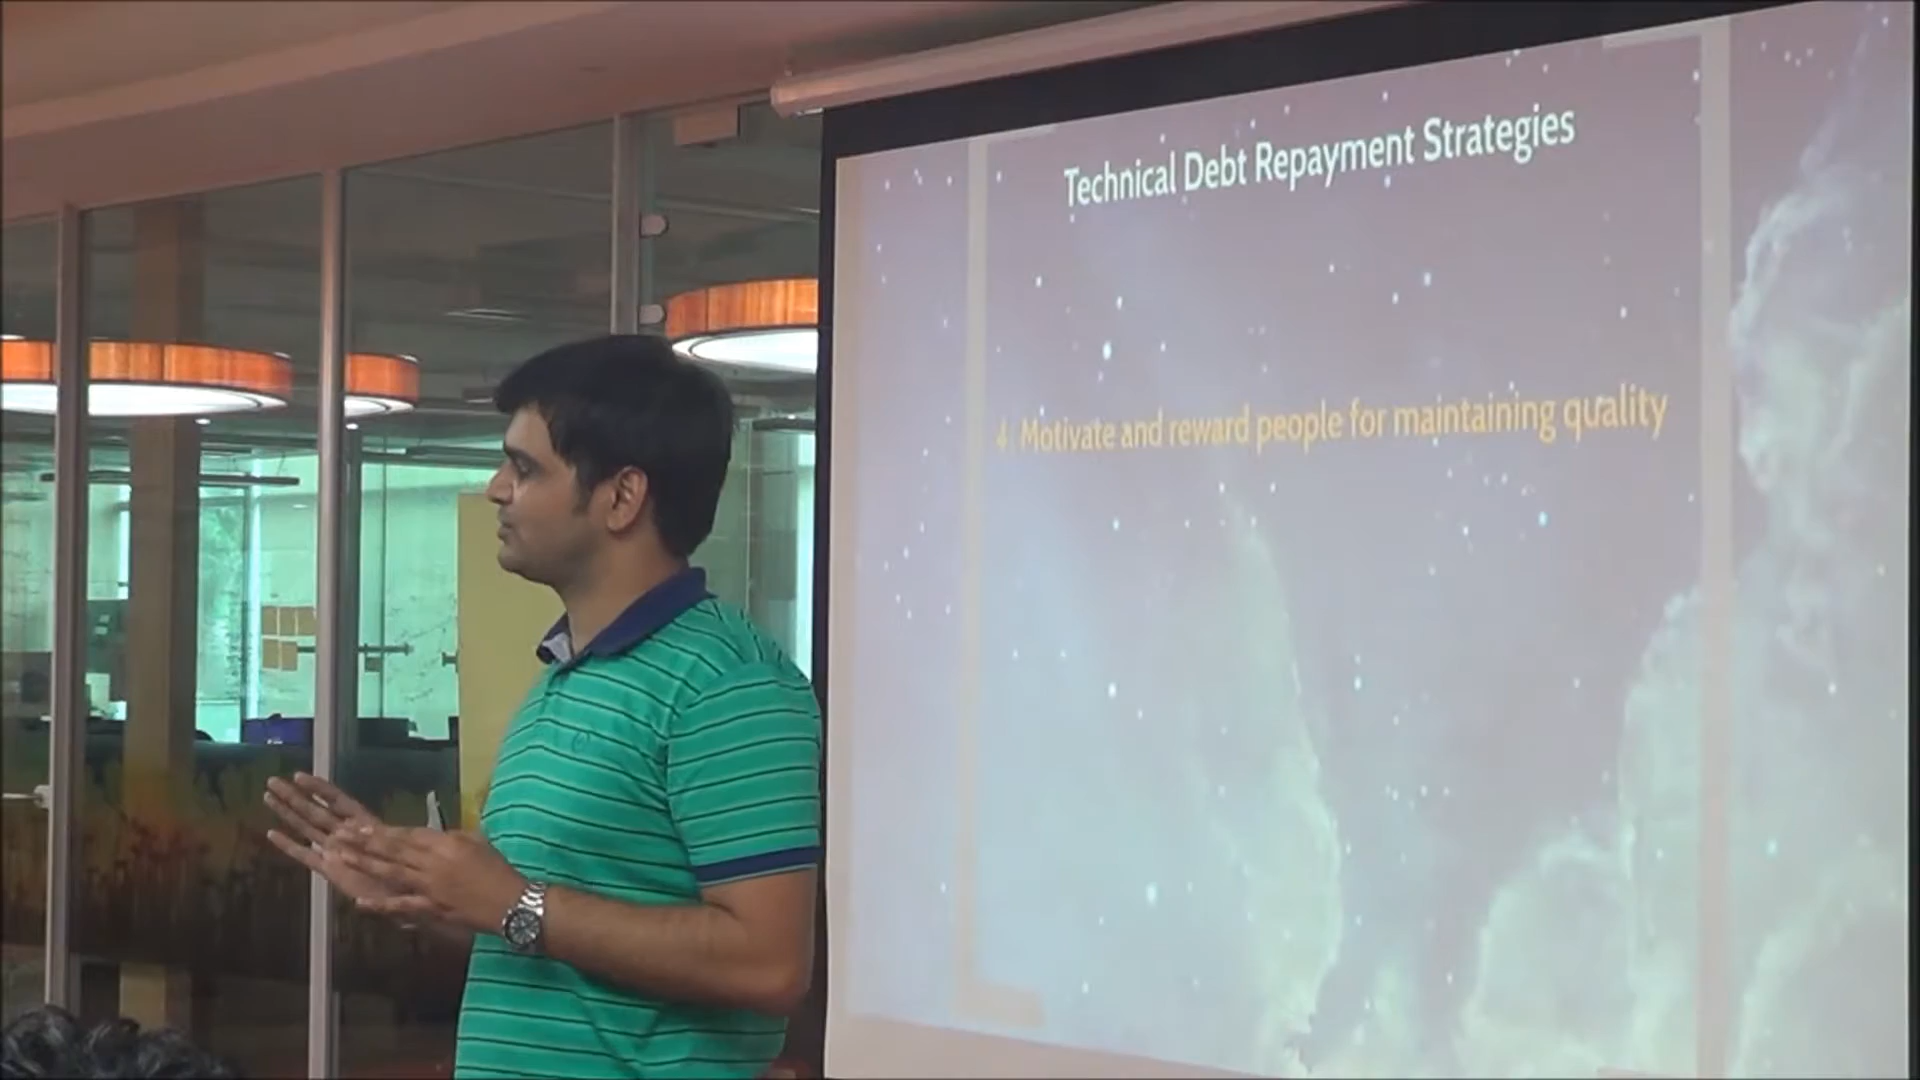 Technical Debt Repayment Strategies
4. Motivate and reward people for maintaining quality